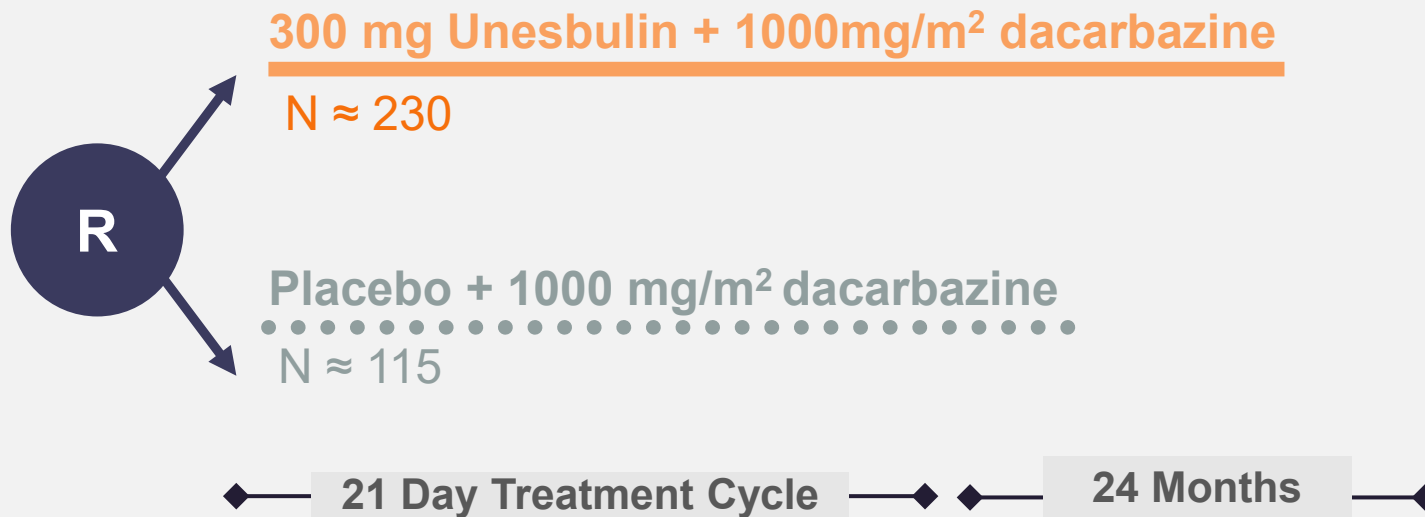 300 mg Unesbulin + 1000mg/m² dacarbazine
N ≈ 230
R
Placebo + 1000 mg/m² dacarbazine
N ≈ 115
21 Day Treatment Cycle
24 Months